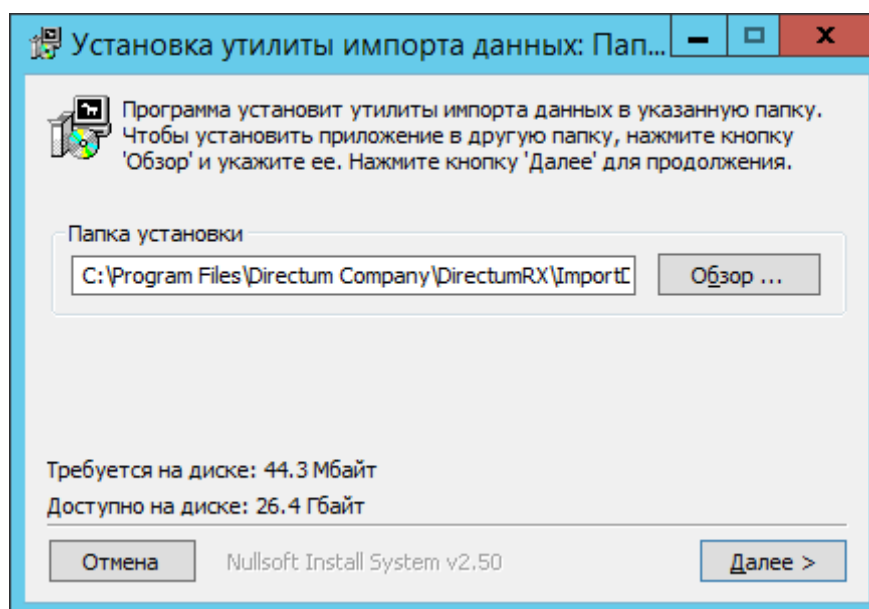 Установка утилиты импорта данных: Пап...
Программа установит утилиты импорта данных в указанную папку.
Чтобы установить приложение в другую папку, нажмите кнопку
'Обзор' и укажите ее. Нажмите кнопку 'Далее' для продолжения.
Папка установки
C:\Program Files\Directum Company\DirectumRX\ImportD
Обзор ...
Требуется на диске: 44.3 Мбайт
Доступно на диске: 26.4 Гбайт
Отмена
Nullsoft Install System v2.50
Далее >